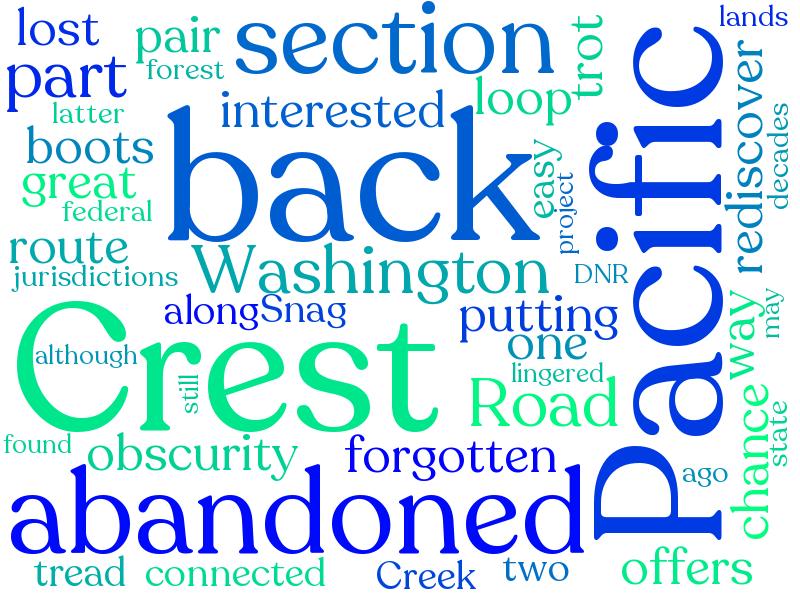 lost
pair
section
lands
part
forest
trot
Pacific
latter
interested
loop
rediscover
decades
boots
back
easy
great
federal
project
route
Washington
DNR
jurisdictions
along
Snag
putting
way
may
Crest
although
one
still
lingered
Road
chance
state
found
obscurity
forgotten
ago
abandoned
tread
connected
Creek
two
offers